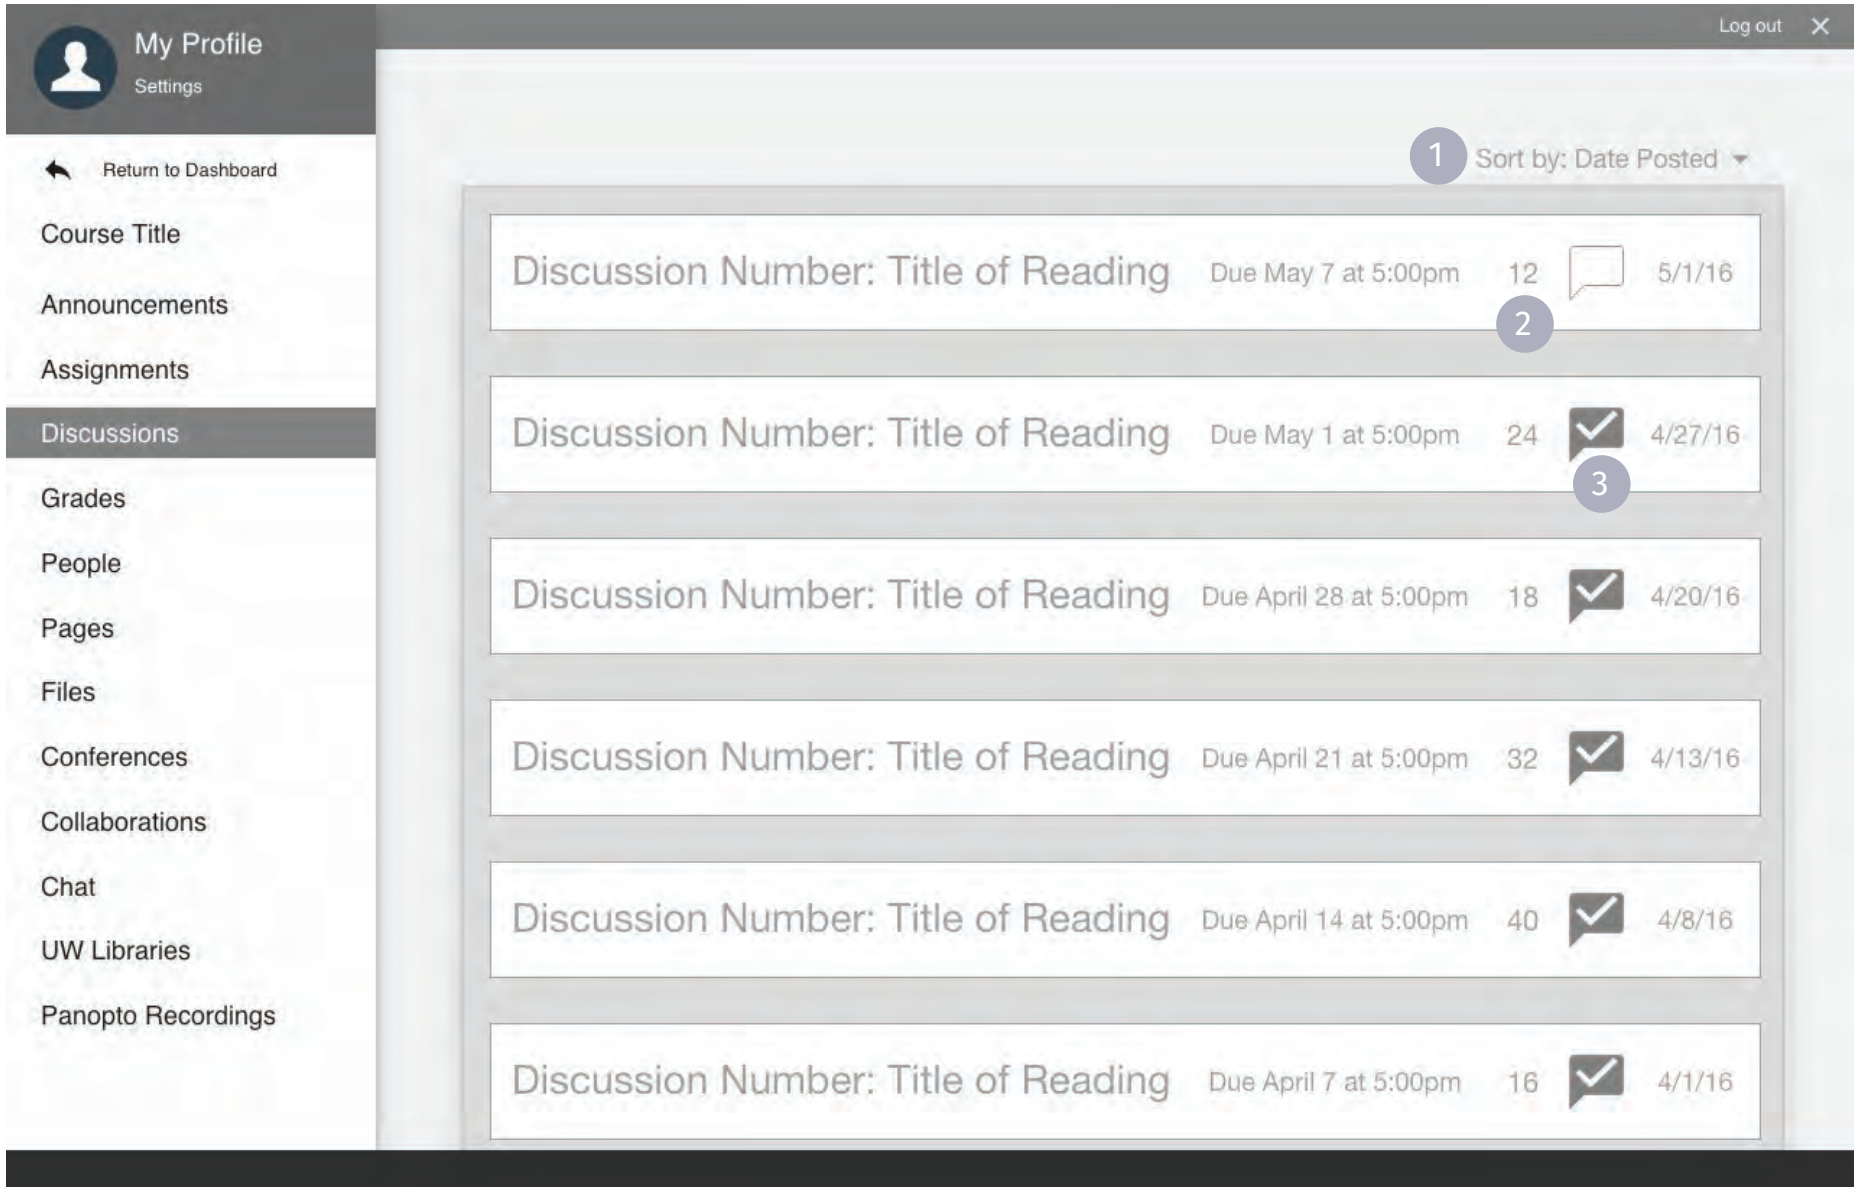 My Profile
Settings
Log out
Return to Dashboard
Course Title
Announcements
Assignments
Discussions
Grades
People
Pages
Files
Conferences
Collaborations
Chat
UW Libraries
Panopto Recordings
1 Sort by: Date Posted
Discussion Number: Title of Reading Due May 7 at 5:00pm 12 5/1/16
2
Discussion Number: Title of Reading Due May 1 at 5:00pm 24 4/27/16
3
Discussion Number: Title of Reading Due April 28 at 5:00pm 18 4/20/16
Discussion Number: Title of Reading Due April 21 at 5:00pm 32 4/13/16
Discussion Number: Title of Reading Due April 14 at 5:00pm 40 4/8/16
Discussion Number: Title of Reading Due April 7 at 5:00pm 16 4/1/16